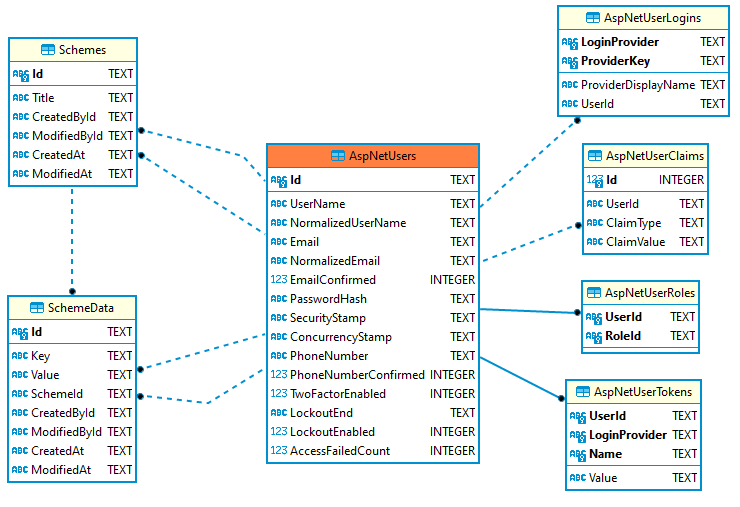 Schemes
Id TEXT
Title TEXT
CreatedById TEXT
ModifiedById TEXT
CreatedAt TEXT
ModifiedAt TEXT
SchemeData
Id TEXT
Key TEXT
Value TEXT
SchemeId TEXT
CreatedById TEXT
ModifiedById TEXT
CreatedAt TEXT
ModifiedAt TEXT
AspNetUsers
Id TEXT
UserName TEXT
NormalizedUserName TEXT
Email TEXT
NormalizedEmail TEXT
EmailConfirmed INTEGER
PasswordHash TEXT
SecurityStamp TEXT
ConcurrencyStamp TEXT
PhoneNumber TEXT
PhoneNumberConfirmed INTEGER
TwoFactorEnabled INTEGER
LockoutEnd TEXT
LockoutEnabled INTEGER
AccessFailedCount INTEGER
AspNetUserLogins
LoginProvider TEXT
ProviderKey TEXT
ProviderDisplayName TEXT
UserId TEXT
AspNetUserClaims
Id INTEGER
UserId TEXT
ClaimType TEXT
ClaimValue TEXT
AspNetUserRoles
UserId TEXT
RoleId TEXT
AspNetUserTokens
UserId TEXT
LoginProvider TEXT
Name TEXT
Value TEXT